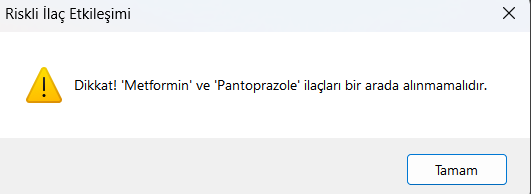 Riskli İlaç Etkileşimi
Dikkat! 'Metformin' ve 'Pantoprazole' ilaçları bir arada alınmamalıdır.
Tamam